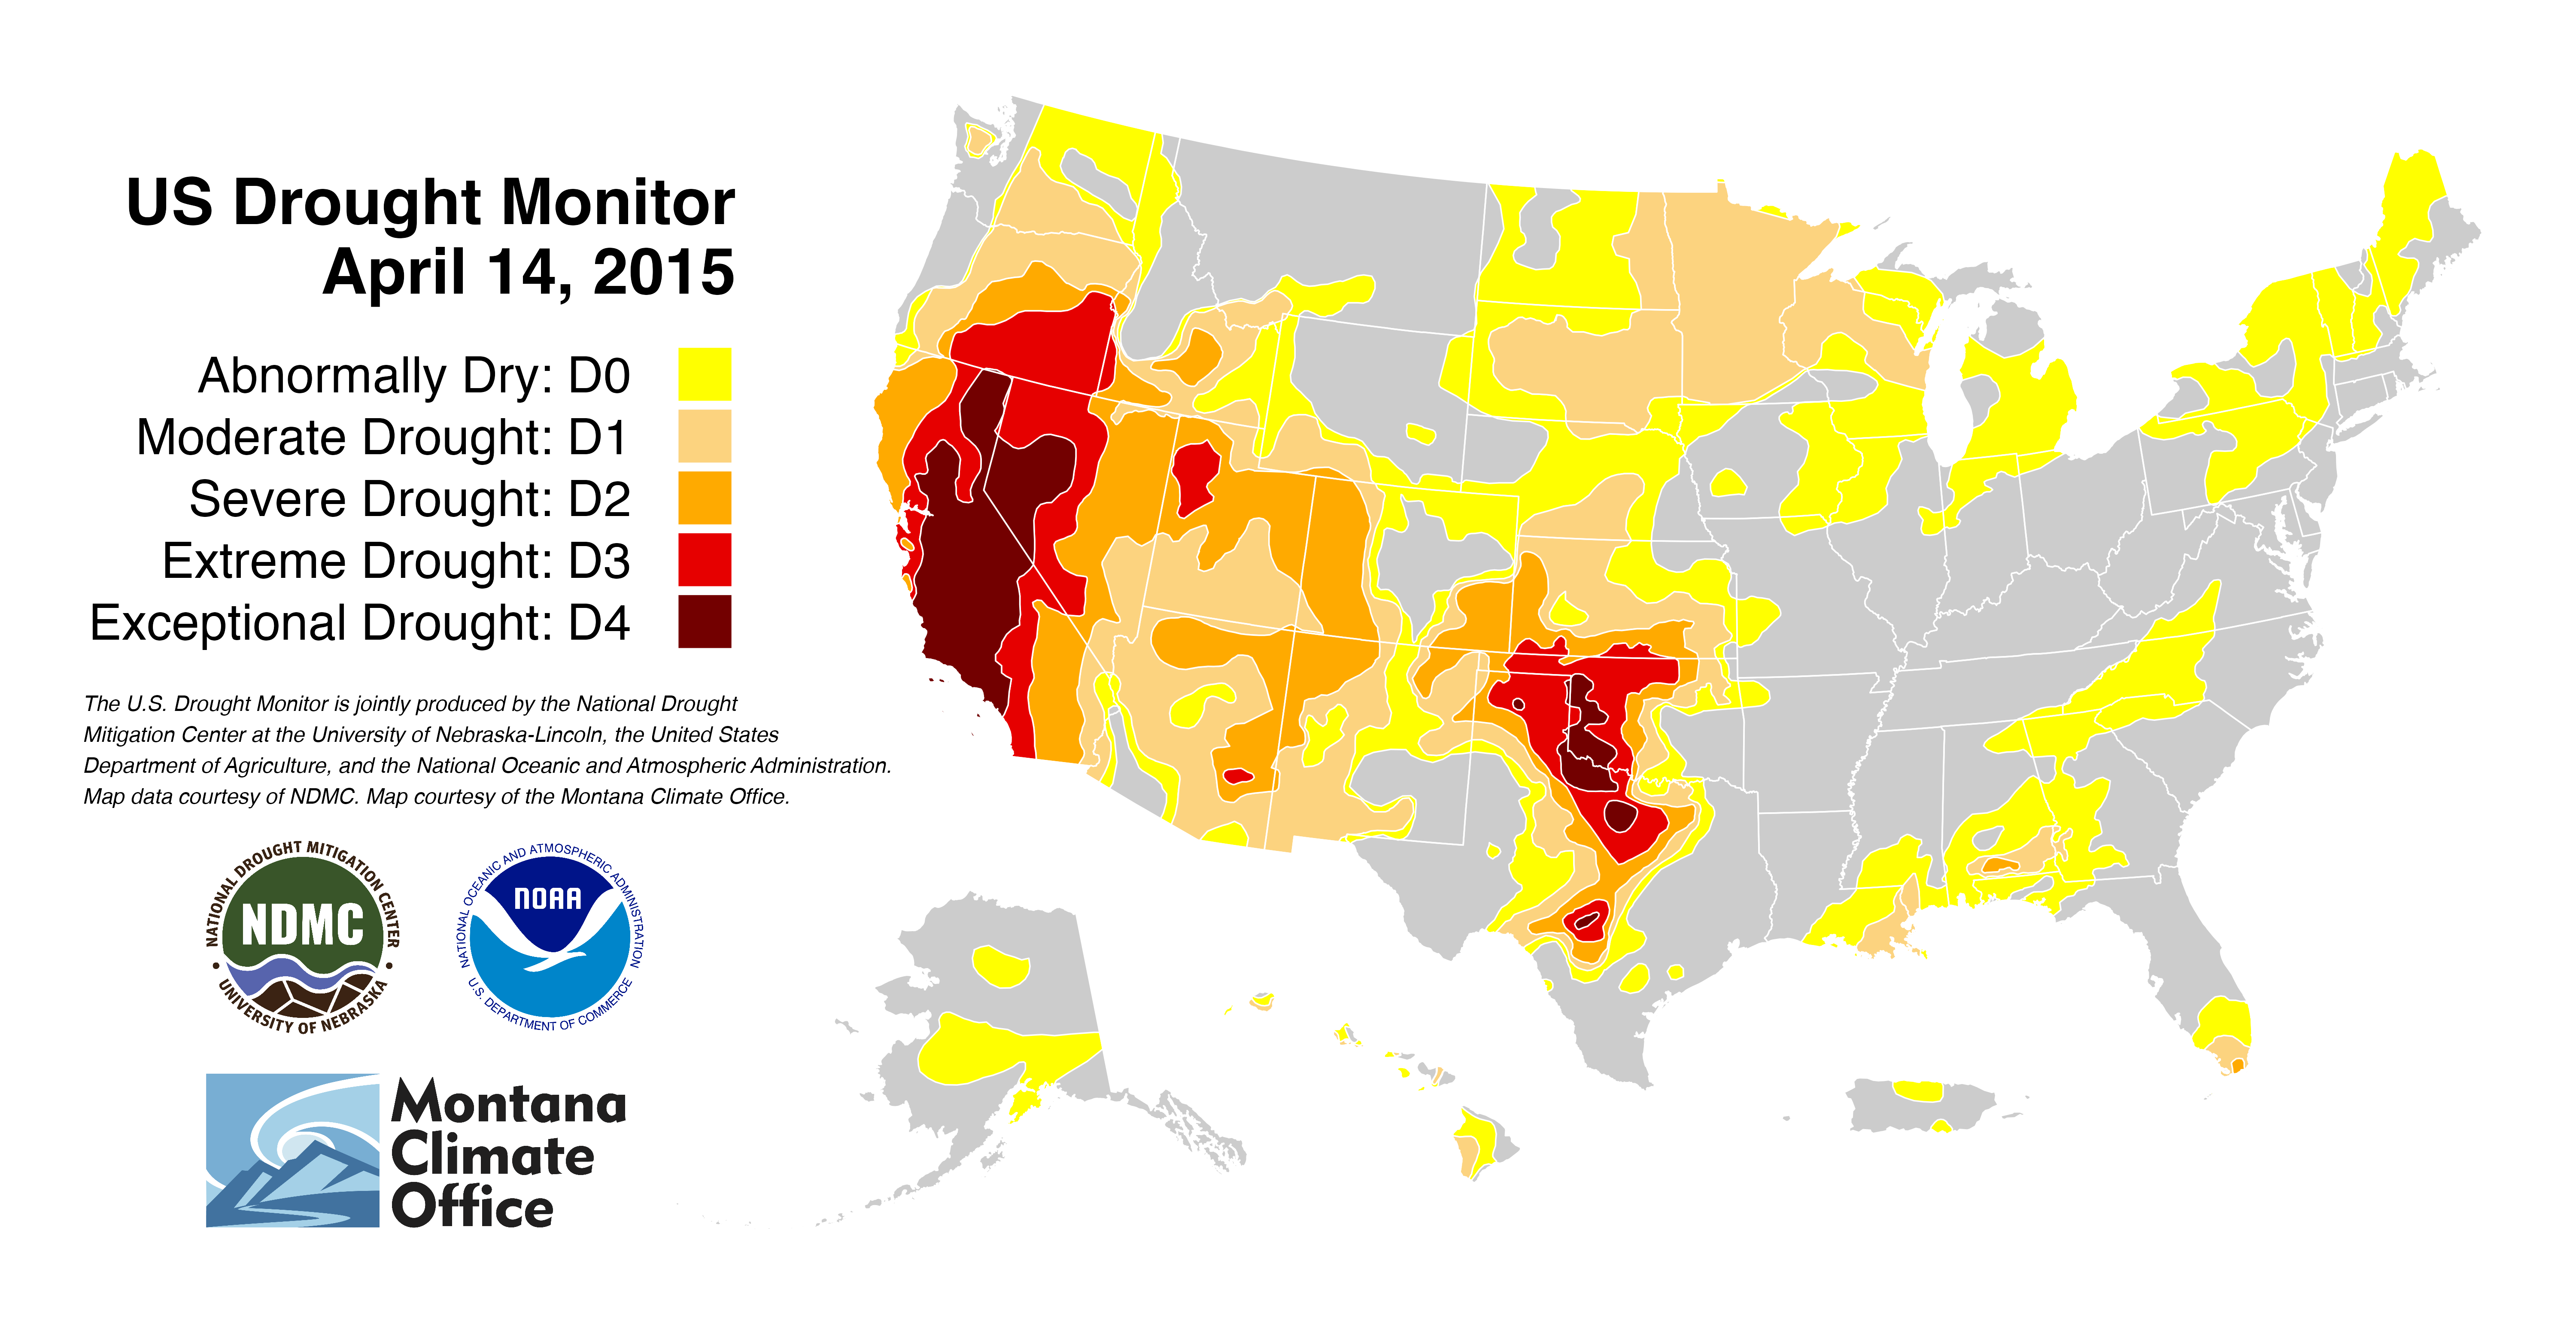 US Drought Monitor
April 14, 2015
Abnormally Dry: D0
Moderate Drought: D1
Severe Drought: D2
Extreme Drought: D3
Exceptional Drought: D4
The U.S. Drought Monitor is jointly produced by the National Drought
Mitigation Center at the University of Nebraska-Lincoln, the United States
Department of Agriculture, and the National Oceanic and Atmospheric Administration.
Map data courtesy of NDMC. Map courtesy of the Montana Climate Office.
NATIONAL DROUGHT MITIGATION CENTER
NDMC
• UNIVERSITY OF NEBRASKA •
NATIONAL OCEANIC AND ATMOSPHERIC ADMINISTRATION
NOAA
U.S. DEPARTMENT OF COMMERCE
Montana
Climate
Office